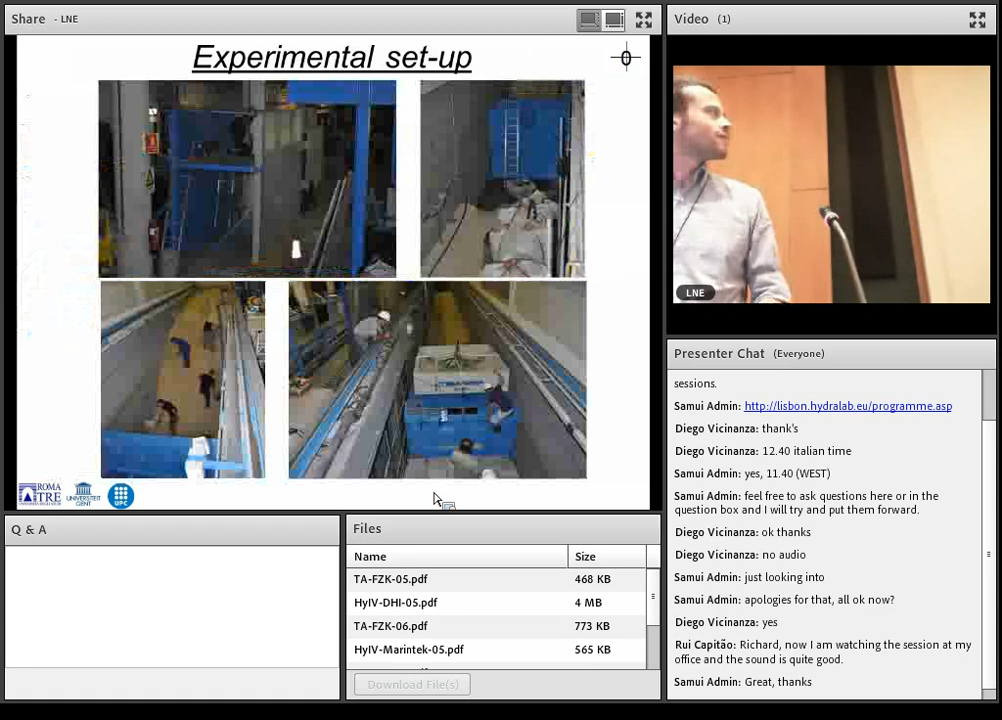 Share - LNE
Experimental set-up
ROMA
TRE
UNIVERSITEIT
GENT
UPC
Q & A
Files
Name Size
TA-FZK-05.pdf 468 KB
HyIV-DHI-05.pdf 4 MB
TA-FZK-06.pdf 773 KB
HyIV-Marintek-05.pdf 565 KB
Download File(s)
Video (1)
LNE
Presenter Chat (Everyone)
sessions.
Samui Admin: http://lisbon.hydralab.eu/programme.asp
Diego Vicinanza: thank's
Diego Vicinanza: 12.40 italian time
Samui Admin: yes, 11.40 (WEST)
Samui Admin: feel free to ask questions here or in the
question box and I will try and put them forward.
Diego Vicinanza: ok thanks
Diego Vicinanza: no audio
Samui Admin: just looking into
Samui Admin: apologies for that, all ok now?
Diego Vicinanza: yes
Rui Capitão: Richard, now I am watching the session at my
office and the sound is quite good.
Samui Admin: Great, thanks